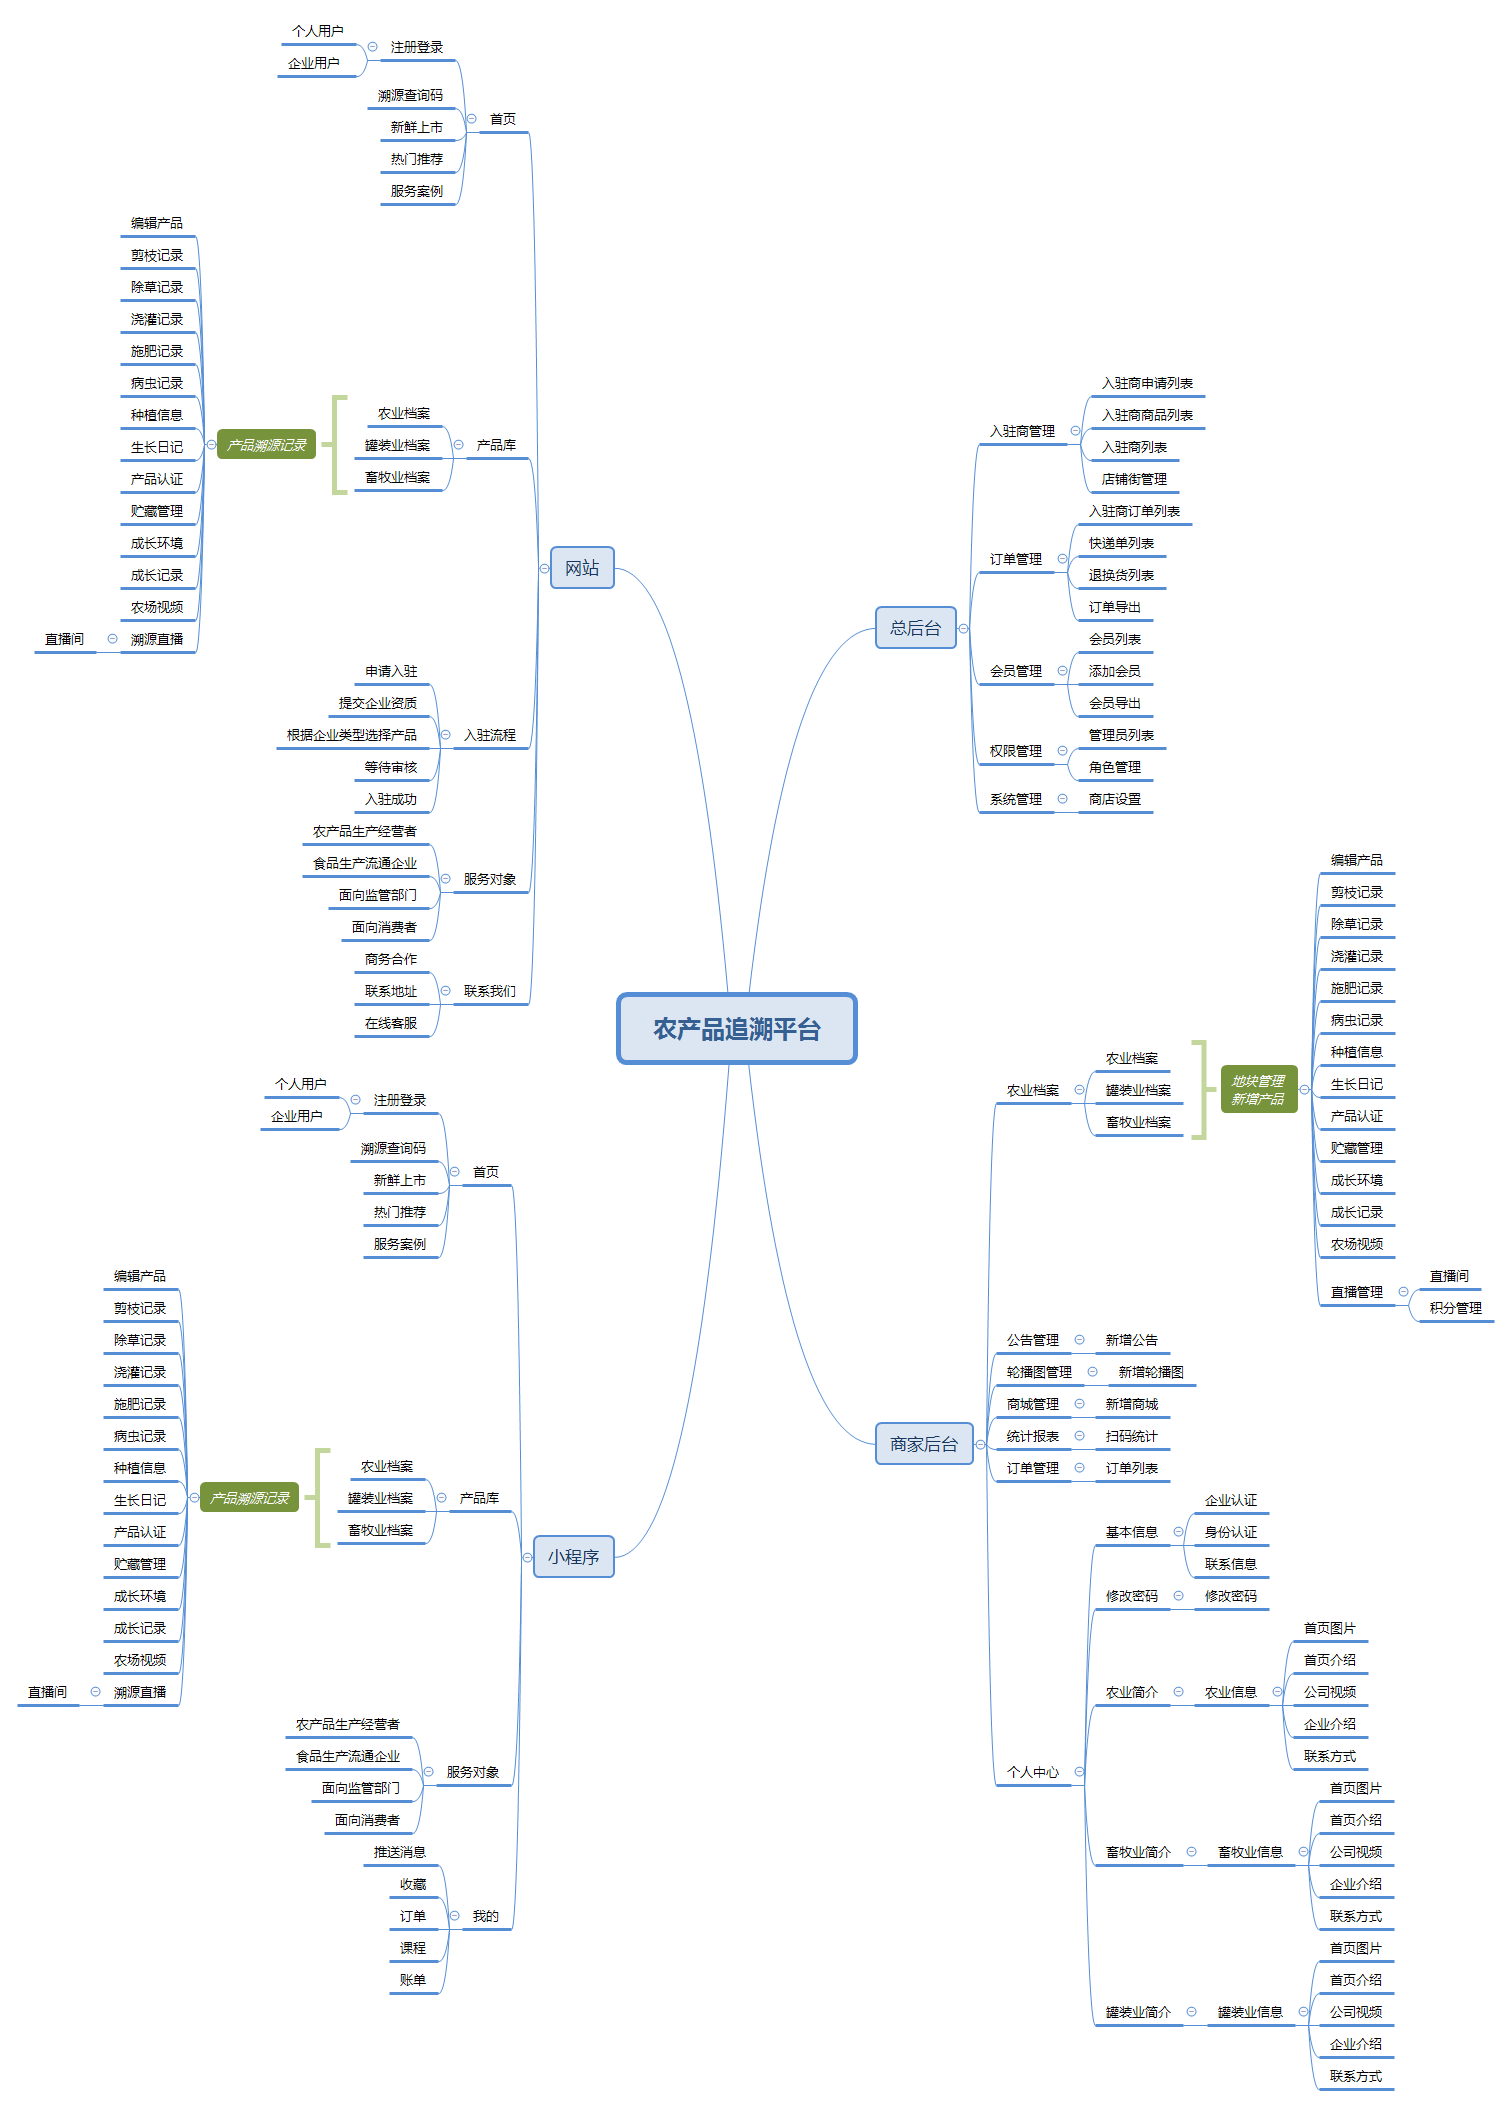 农产品追溯平台
网站
首页
注册登录
个人用户
企业用户
溯源查询码
新鲜上市
热门推荐
服务案例
产品库
农业档案
罐装业档案
畜牧业档案
产品溯源记录
编辑产品
剪枝记录
除草记录
浇灌记录
施肥记录
病虫记录
种植信息
生长日记
产品认证
贮藏管理
成长环境
成长记录
农场视频
溯源直播
直播间
入驻流程
申请入驻
提交企业资质
根据企业类型选择产品
等待审核
入驻成功
服务对象
农产品生产经营者
食品生产流通企业
面向监管部门
面向消费者
联系我们
商务合作
联系地址
在线客服
小程序
首页
注册登录
个人用户
企业用户
溯源查询码
新鲜上市
热门推荐
服务案例
产品库
农业档案
罐装业档案
畜牧业档案
产品溯源记录
编辑产品
剪枝记录
除草记录
浇灌记录
施肥记录
病虫记录
种植信息
生长日记
产品认证
贮藏管理
成长环境
成长记录
农场视频
溯源直播
直播间
服务对象
农产品生产经营者
食品生产流通企业
面向监管部门
面向消费者
我的
推送消息
收藏
订单
课程
账单
总后台
入驻商管理
入驻商申请列表
入驻商商品列表
入驻商列表
店铺街管理
订单管理
入驻商订单列表
快递单列表
退换货列表
订单导出
会员管理
会员列表
添加会员
会员导出
权限管理
管理员列表
角色管理
系统管理
商店设置
商家后台
农业档案
农业档案
罐装业档案
畜牧业档案
地块管理
新增产品
编辑产品
剪枝记录
除草记录
浇灌记录
施肥记录
病虫记录
种植信息
生长日记
产品认证
贮藏管理
成长环境
成长记录
农场视频
直播管理
直播间
积分管理
公告管理
新增公告
轮播图管理
新增轮播图
商城管理
新增商城
统计报表
扫码统计
订单管理
订单列表
个人中心
基本信息
企业认证
身份认证
联系信息
修改密码
修改密码
农业简介
农业信息
首页图片
首页介绍
公司视频
企业介绍
联系方式
畜牧业简介
畜牧业信息
首页图片
首页介绍
公司视频
企业介绍
联系方式
罐装业简介
罐装业信息
首页图片
首页介绍
公司视频
企业介绍
联系方式